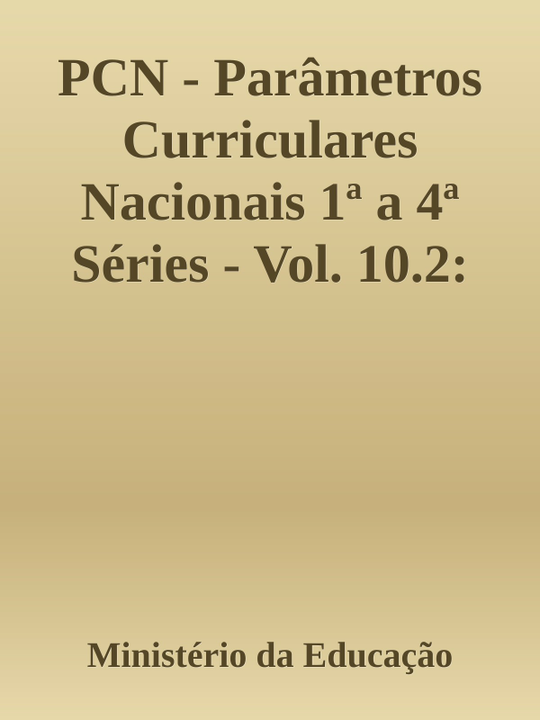 PCN - Parâmetros
Curriculares
Nacionais 1ª a 4ª
Séries - Vol. 10.2:
Ministério da Educação